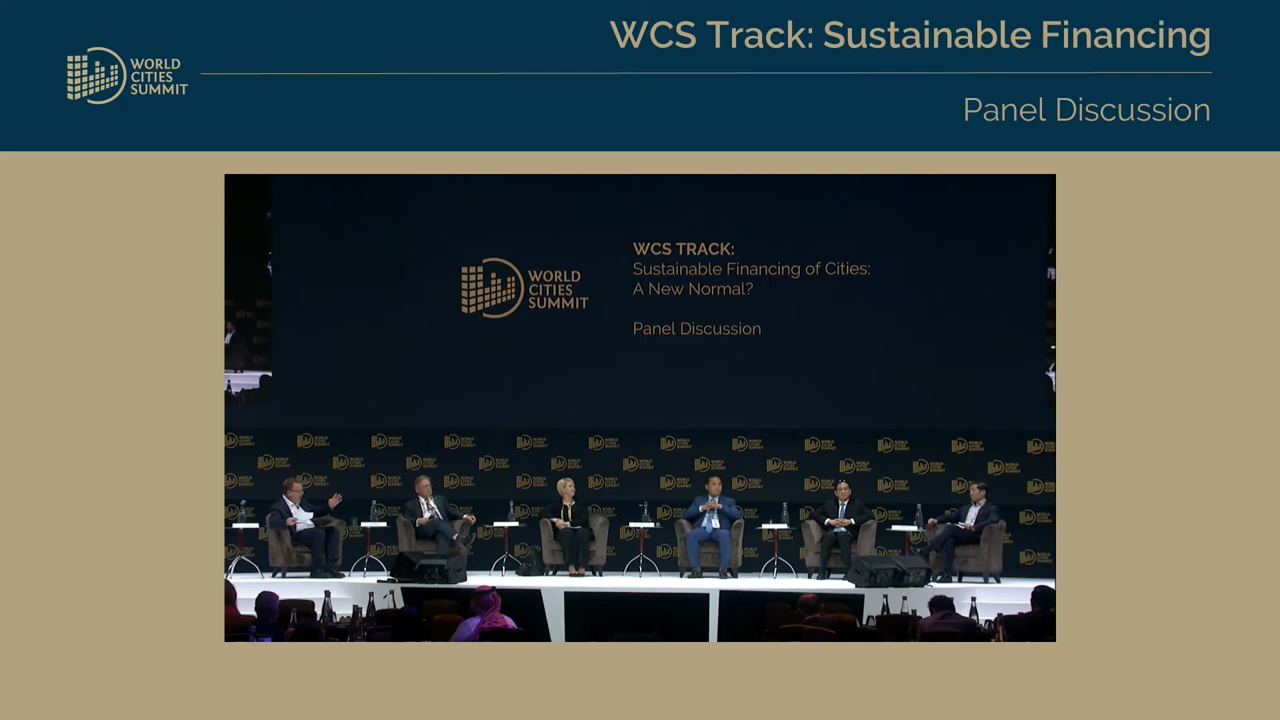 WCS Track: Sustainable Financing
WORLD
CITIES
SUMMIT
Panel Discussion
WCS TRACK:
Sustainable Financing of Cities:
A New Normal?
WORLD
CITIES
SUMMIT
Panel Discussion